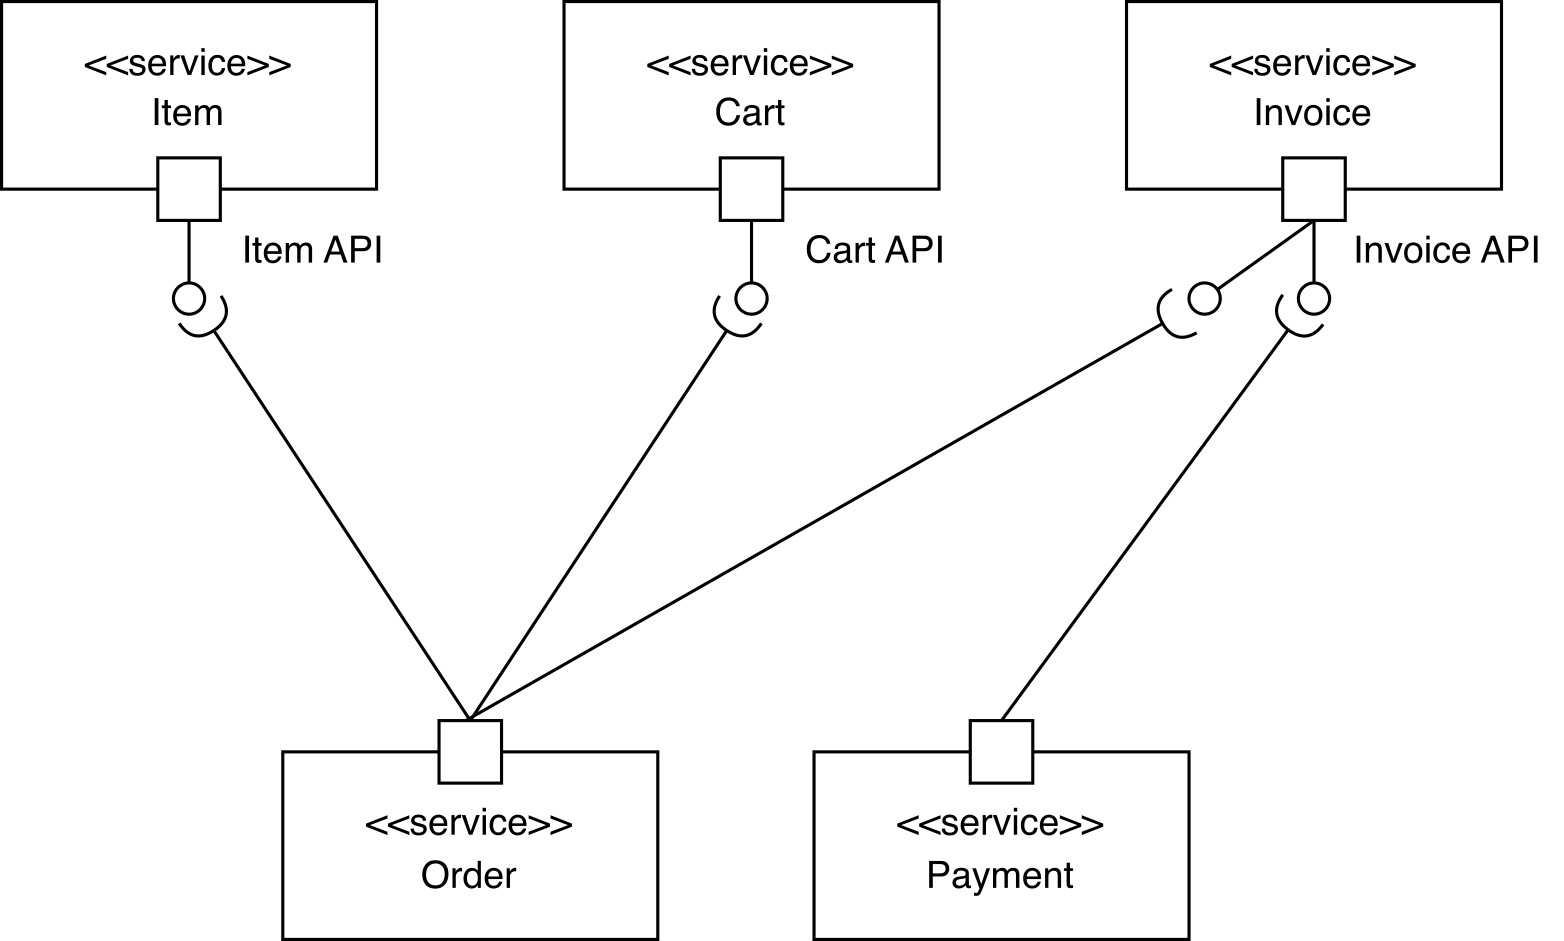 <<service>>
Item
<<service>>
Cart
<<service>>
Invoice
Item API
Cart API
Invoice API
<<service>>
Order
<<service>>
Payment